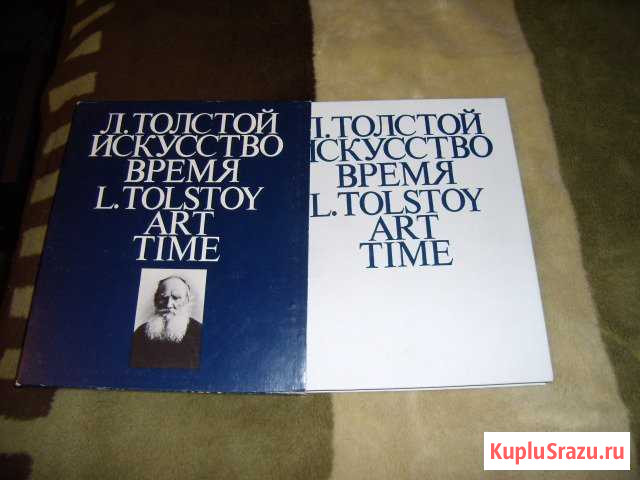 Л. ТОЛСТОЙ
ИСКУССТВО
ВРЕМЯ
L. TOLSTOY
ART
TIME
Л. ТОЛСТОЙ
ИСКУССТВО
ВРЕМЯ
L. TOLSTOY
ART
TIME
KupluSrazu.ru